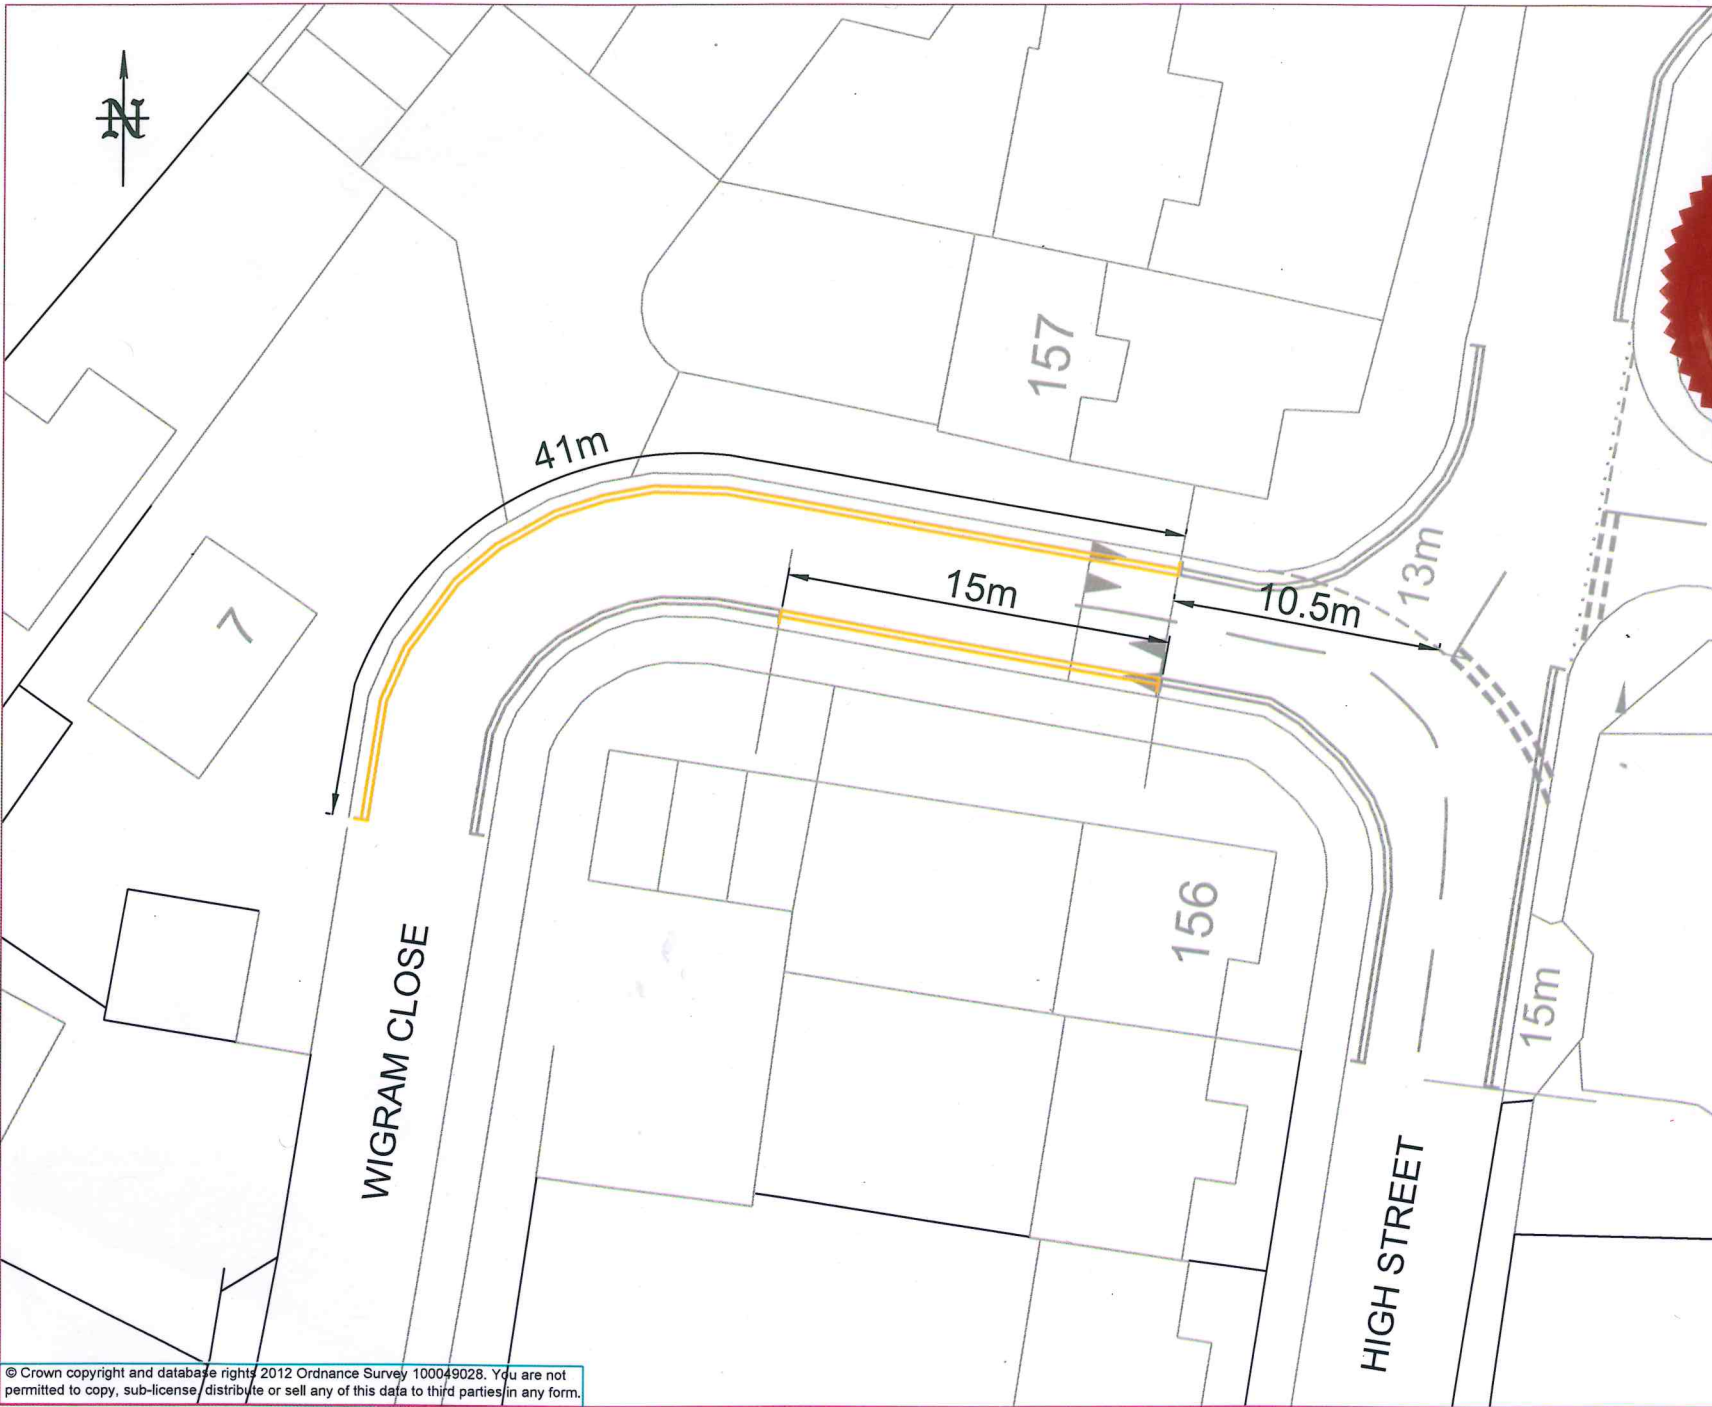 N
157
41m
13m
15m
10.5m
7
156
15m
WIGRAM CLOSE
HIGH STREET
© Crown copyright and database rights 2012 Ordnance Survey 100049028. You are not
permitted to copy, sub-license, distribute or sell any of this data to third parties in any form.